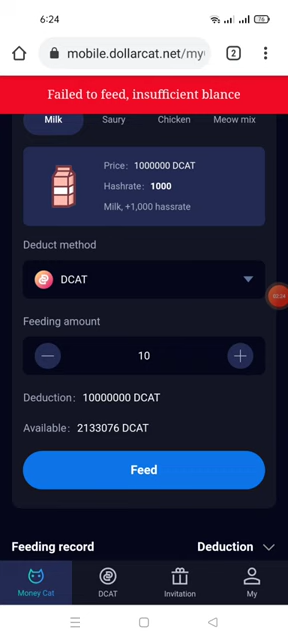 6:24
76
mobile.dollarcat.net/my
2
Failed to feed, insufficient blance
Milk
Saury
Chicken
Meow mix
Price: 1000000 DCAT
Hashrate: 1000
Milk, +1,000 hassrate
Deduct method
DCAT
Feeding amount
10
Deduction: 10000000 DCAT
Available: 2133076 DCAT
Feed
Feeding record
Deduction
Money Cat
DCAT
Invitation
My